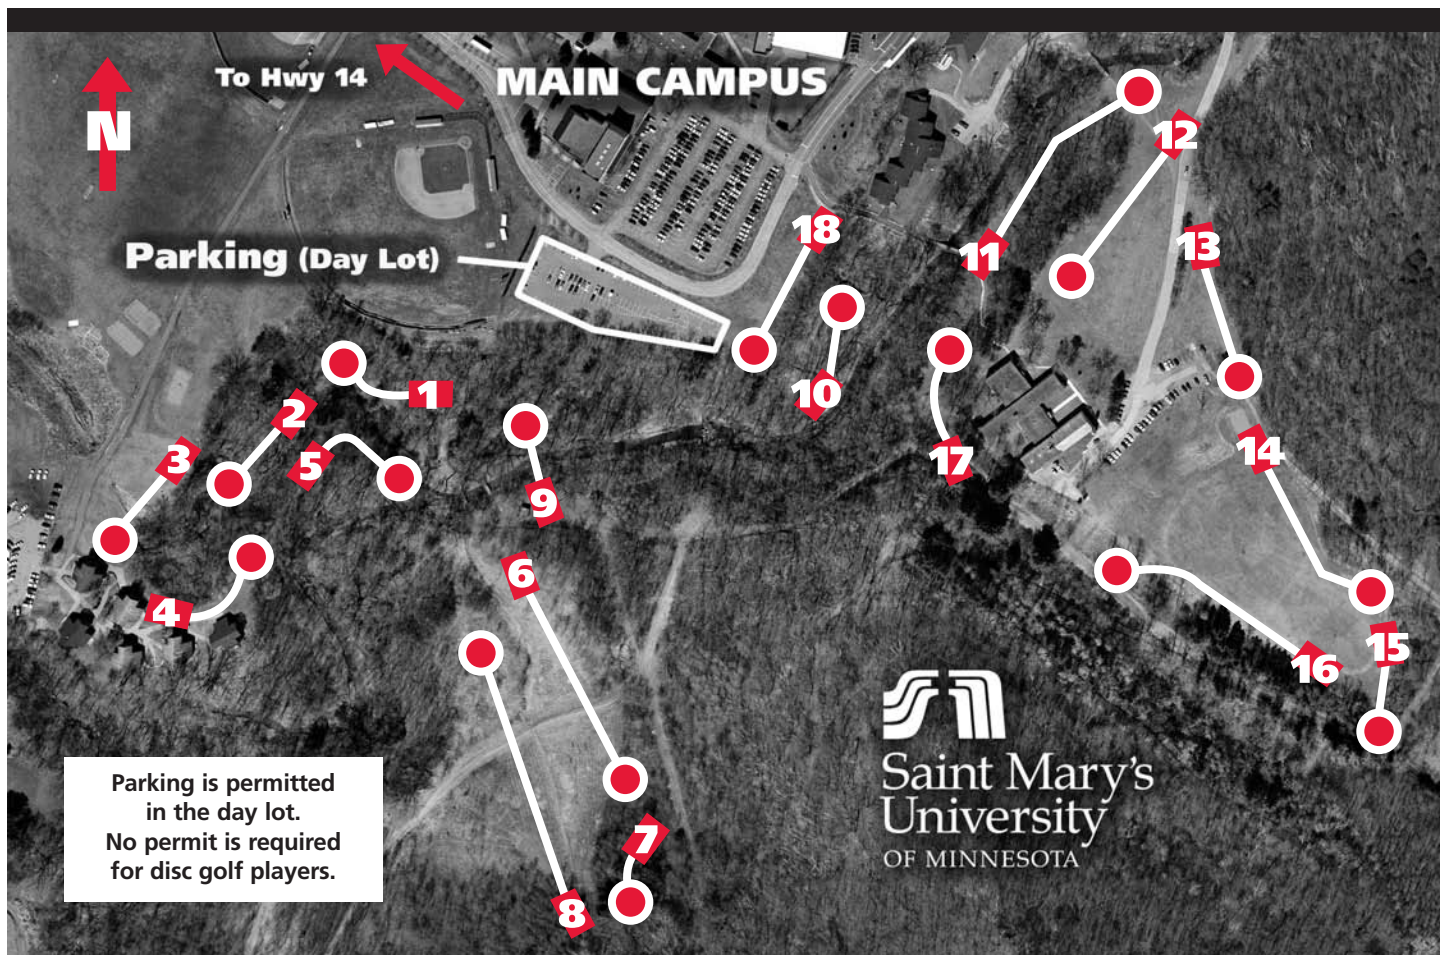 To Hwy 14
MAIN CAMPUS
N
12
18
11
13
Parking (Day Lot)
10
1
2
3
5
17
14
9
6
4
15
16
7
8
Saint Mary's
University
OF MINNESOTA
Parking is permitted
in the day lot.
No permit is required
for disc golf players.